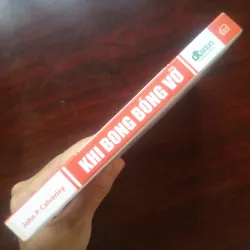 John P. Calverley
KHI BONG BÓNG VỠ